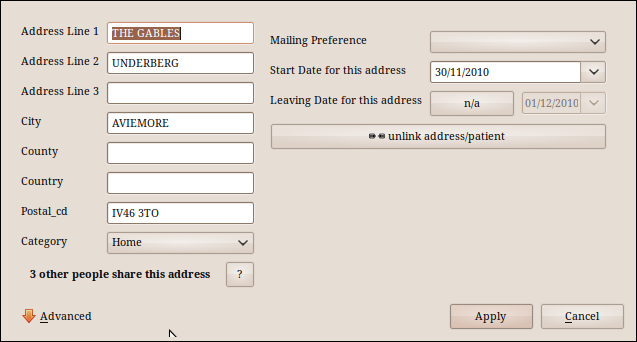 Address Line 1 THE GABLES
Address Line 2 UNDERBERG
Address Line 3
City AVIEMORE
County
Country
Postal_cd IV46 3TO
Category Home
3 other people share this address ?
Advanced
Mailing Preference
Start Date for this address 30/11/2010
Leaving Date for this address n/a 01/12/2010
unlink address/patient
Apply Cancel